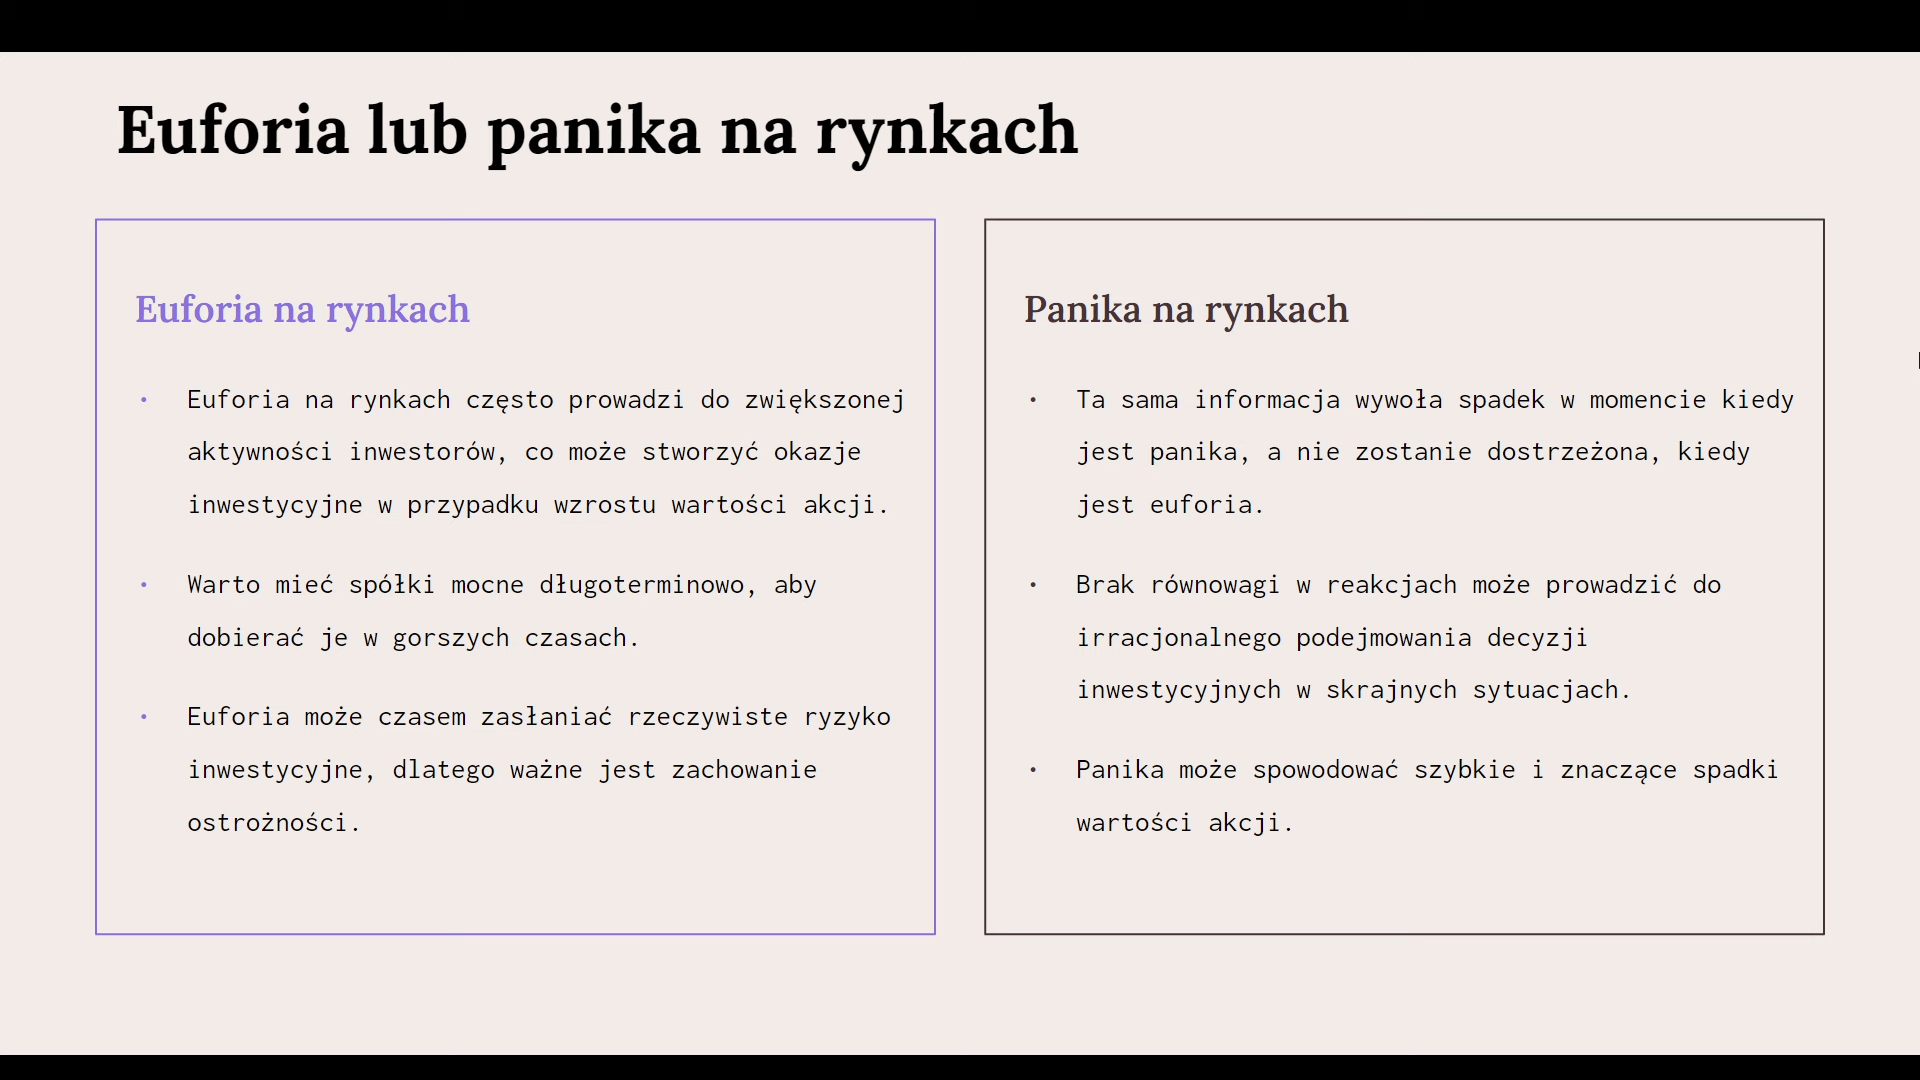 Euforia lub panika na rynkach
Euforia na rynkach
• Euforia na rynkach często prowadzi do zwiększonej
aktywności inwestorów, co może stworzyć okazje
inwestycyjne w przypadku wzrostu wartości akcji.
• Warto mieć spółki mocne długoterminowo, aby
dobierać je w gorszych czasach.
• Euforia może czasem zasłaniać rzeczywiste ryzyko
inwestycyjne, dlatego ważne jest zachowanie
ostrożności.
Panika na rynkach
• Ta sama informacja wywoła spadek w momencie kiedy
jest panika, a nie zostanie dostrzeżona, kiedy
jest euforia.
• Brak równowagi w reakcjach może prowadzić do
irracjonalnego podejmowania decyzji
inwestycyjnych w skrajnych sytuacjach.
• Panika może spowodować szybkie i znaczące spadki
wartości akcji.